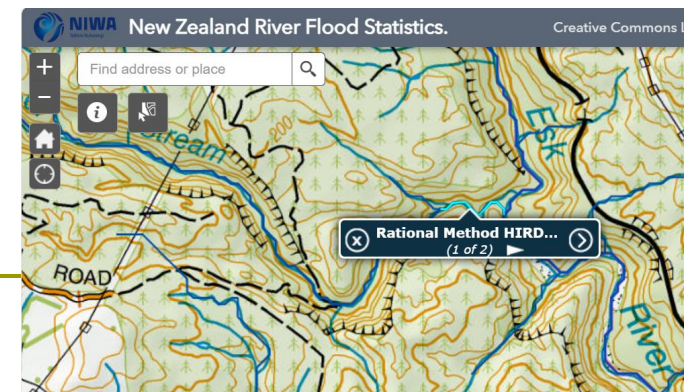 NIWA New Zealand River Flood Statistics. Creative Commons L
Find address or place
Stream
200
Esk
Rational Method HIRD...
(1 of 2)
ROAD
River